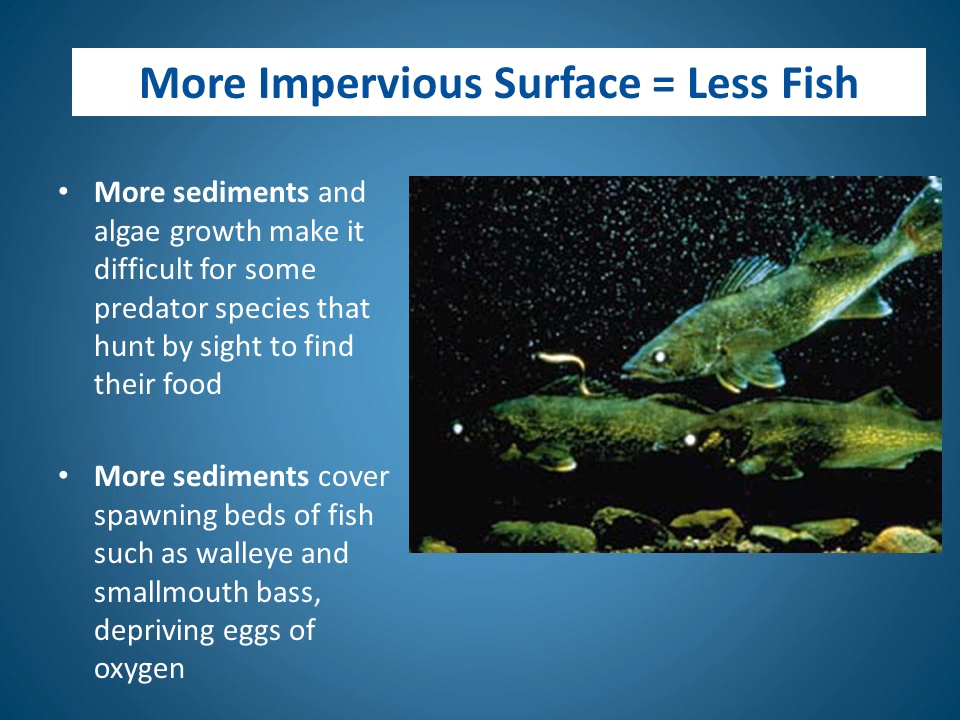 More Impervious Surface = Less Fish
• More sediments and
algae growth make it
difficult for some
predator species that
hunt by sight to find
their food
• More sediments cover
spawning beds of fish
such as walleye and
smallmouth bass,
depriving eggs of
oxygen